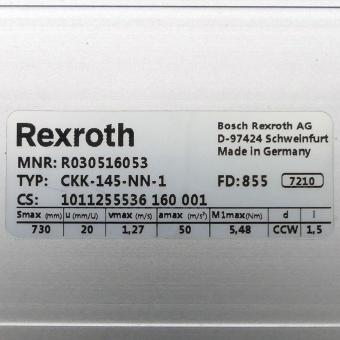 Rexroth
Bosch Rexroth AG
D-97424 Schweinfurt
Made in Germany
MNR: R030516053
TYP: CKK-145-NN-1 FD: 855 7210
CS: 1011255536 160 001
Smax (mm) u (mm/U) vmax (m/s) amax (m/s²) M1max(Nm) d i
730 20 1,27 50 5,48 CCW 1,5